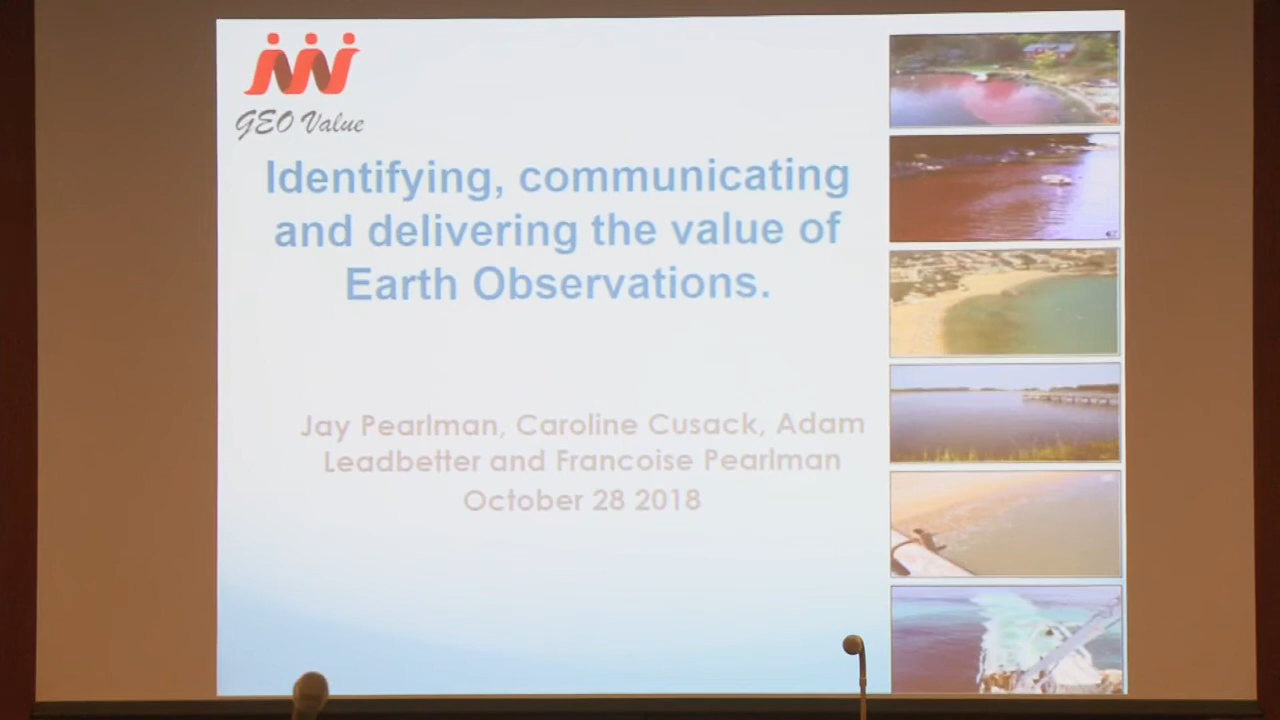 GEO Value
Identifying, communicating
and delivering the value of
Earth Observations.
Jay Pearlman, Caroline Cusack, Adam
Leadbetter and Francoise Pearlman
October 28 2018